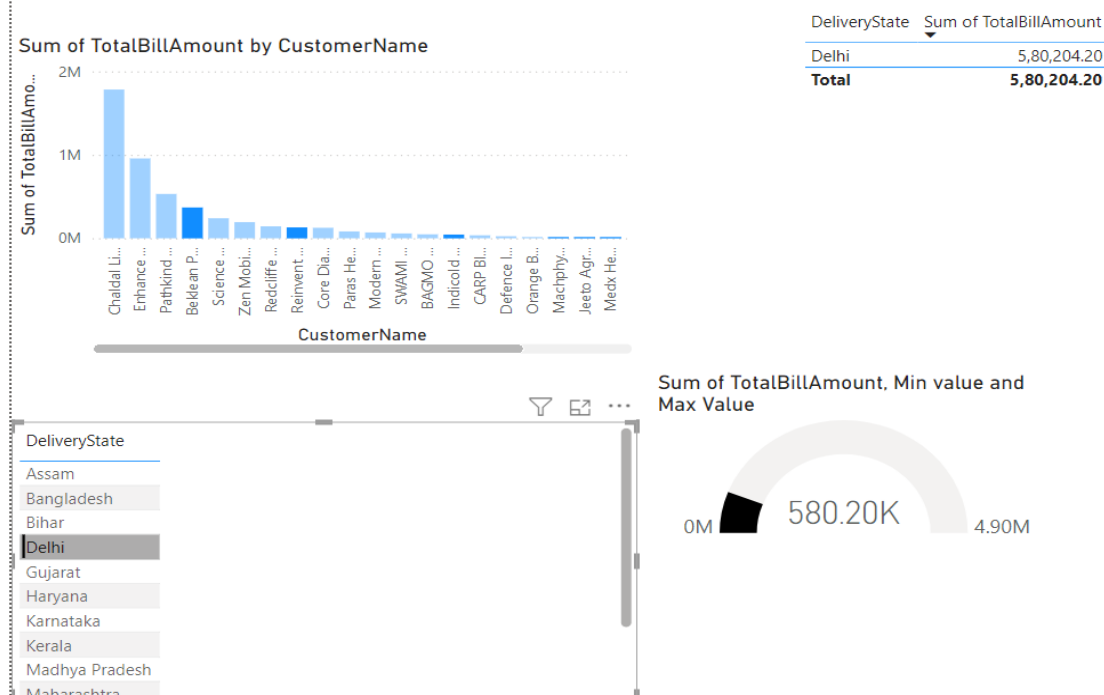 DeliveryState Sum of TotalBillAmount
Delhi 5,80,204.20
Total 5,80,204.20
Sum of TotalBillAmount by CustomerName
Sum of TotalBillAmo...
2M
1M
0M
Chaldal Li...
Enhance ...
Pathkind ...
Beklean P...
Science ...
Zen Mobi...
Redcliffe ...
Reinvent ...
Core Dia...
Paras He...
Modern ...
SWAMI ...
BAGMO ...
Indicold ...
CARP Bl...
Defence I...
Orange B...
Machphy...
Jeeto Agr...
Medx He...
CustomerName
DeliveryState
Assam
Bangladesh
Bihar
Delhi
Gujarat
Haryana
Karnataka
Kerala
Madhya Pradesh
Maharashtra
Sum of TotalBillAmount, Min value and
Max Value
0M
580.20K
4.90M